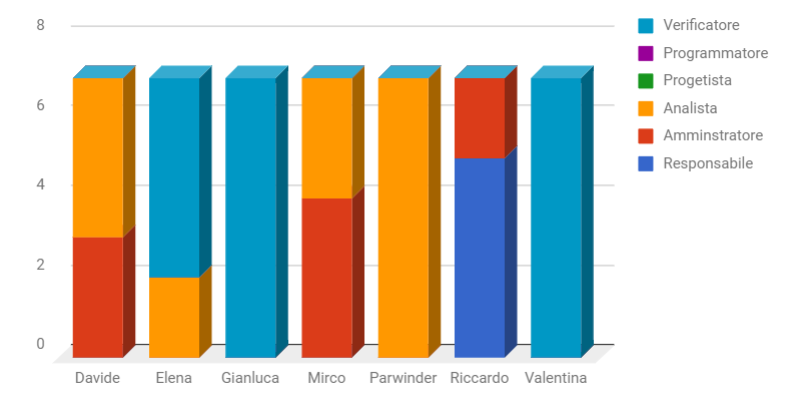 8
6
4
2
0
Davide Elena Gianluca Mirco Parwinder Riccardo Valentina
Verificatore
Programmatore
Progetista
Analista
Amminstratore
Responsabile